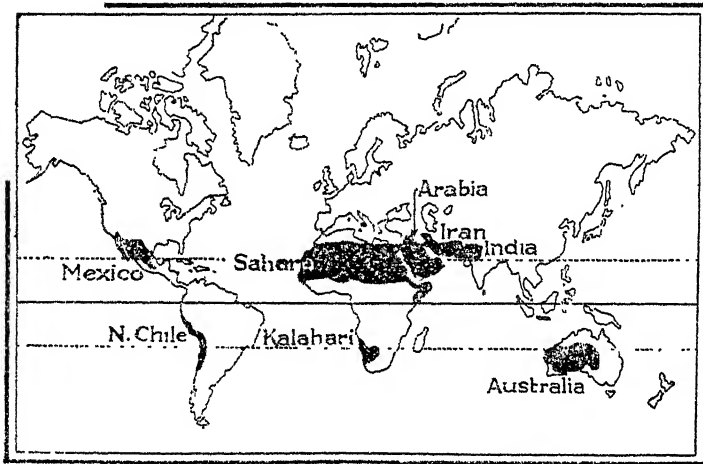 Arabia
Iran
India
Sahara
Mexico
N. Chile
Kalahari
Australia